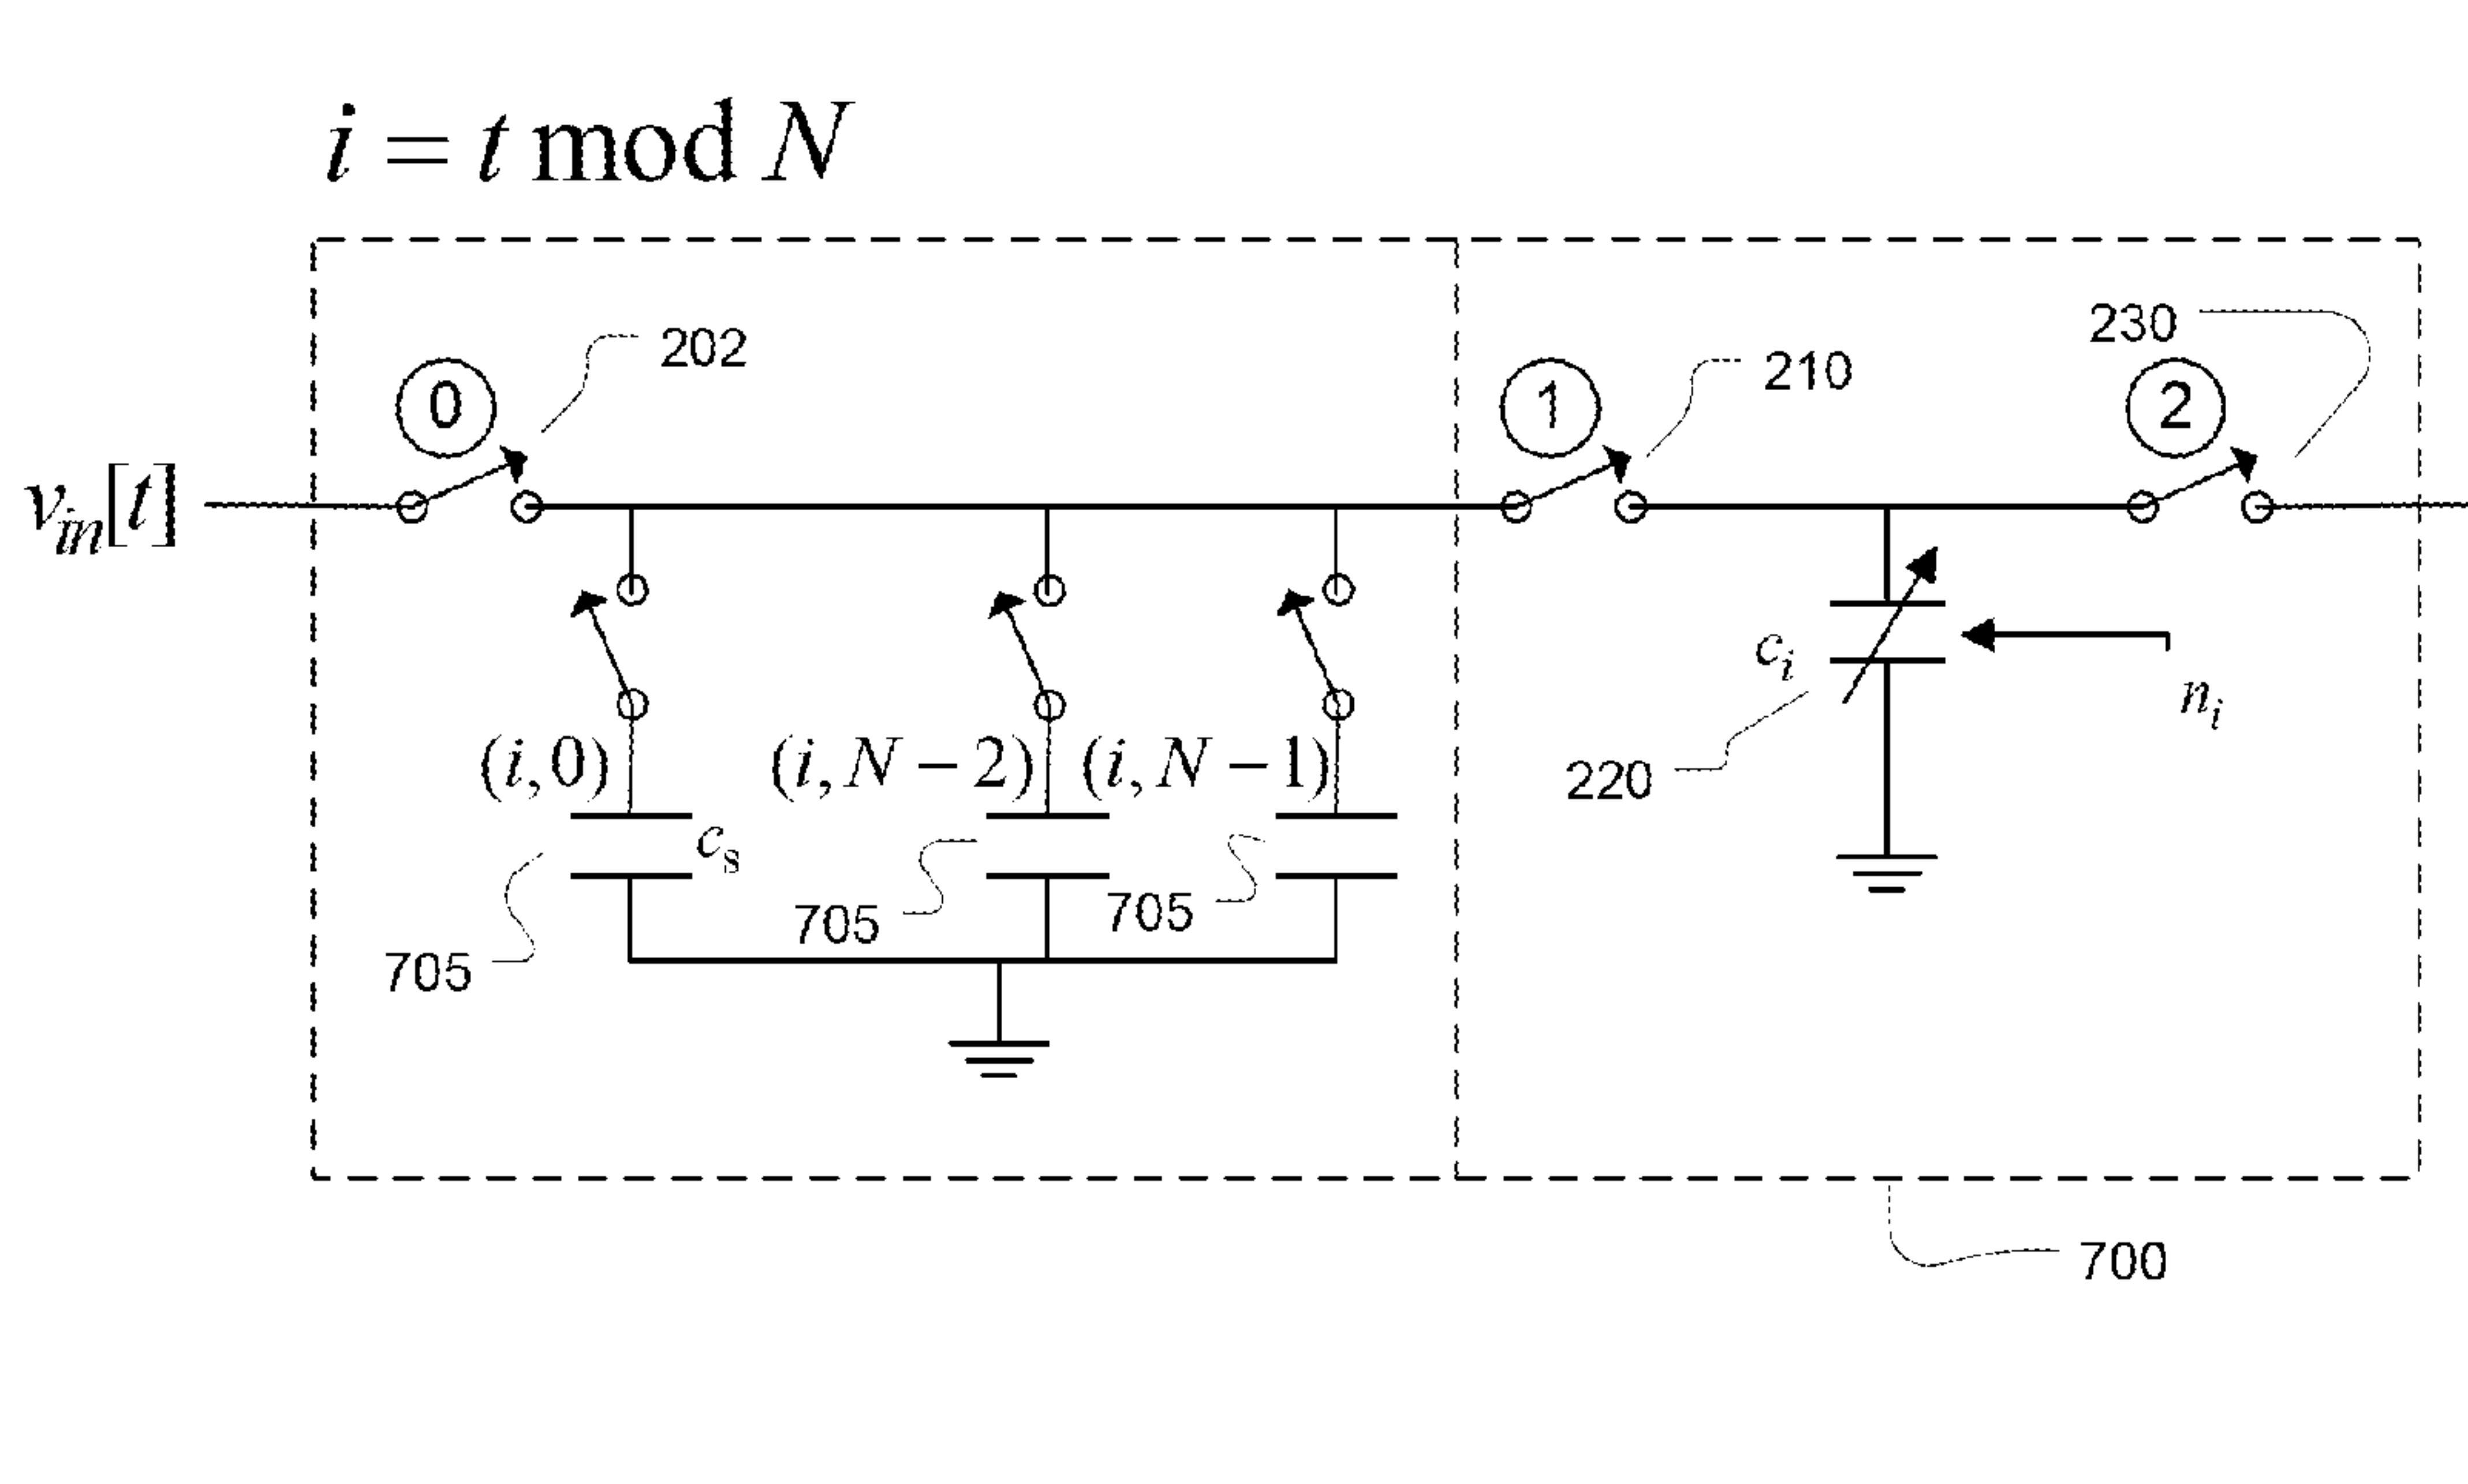 i = t mod N
202
230
210
0
1
2
v_in[t]
c_i
n_i
(i,0)
(i,N−2)
(i,N−1)
220
c_s
705
705
705
700